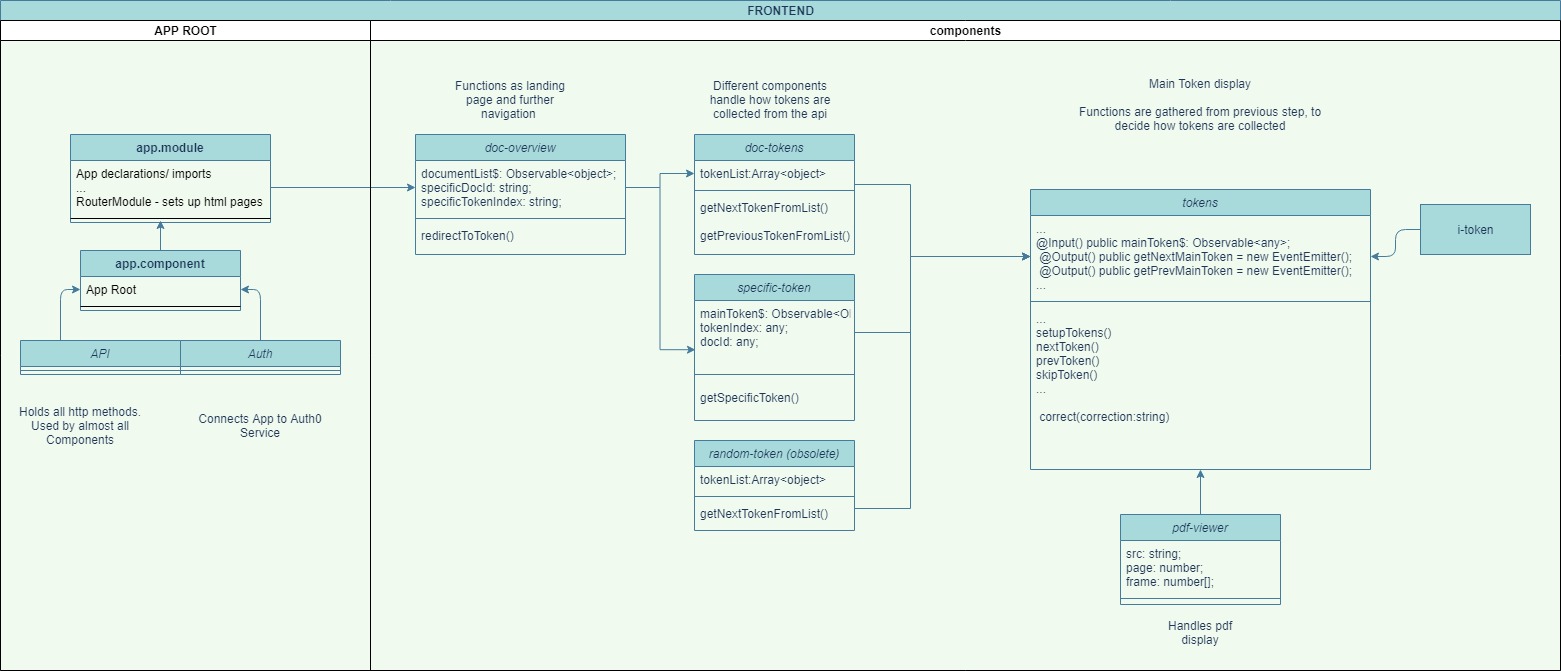 FRONTEND
APP ROOT
components
app.module
App declarations/ imports
...
RouterModule - sets up html pages
app.component
App Root
API
Auth
Holds all http methods.
Used by almost all
Components
Connects App to Auth0
Service
Functions as landing
page and further
navigation
doc-overview
documentList$: Observable<object>;
specificDocId: string;
specificTokenIndex: string;
redirectToToken()
Different components
handle how tokens are
collected from the api
doc-tokens
tokenList:Array<object>
getNextTokenFromList()
getPreviousTokenFromList()
specific-token
mainToken$: Observable<O
tokenIndex: any;
docId: any;
getSpecificToken()
random-token (obsolete)
tokenList:Array<object>
getNextTokenFromList()
Main Token display
Functions are gathered from previous step, to
decide how tokens are collected
tokens
...
@Input() public mainToken$: Observable<any>;
@Output() public getNextMainToken = new EventEmitter();
@Output() public getPrevMainToken = new EventEmitter();
...
...
setupTokens()
nextToken()
prevToken()
skipToken()
...
correct(correction:string)
i-token
pdf-viewer
src: string;
page: number;
frame: number[];
Handles pdf
display